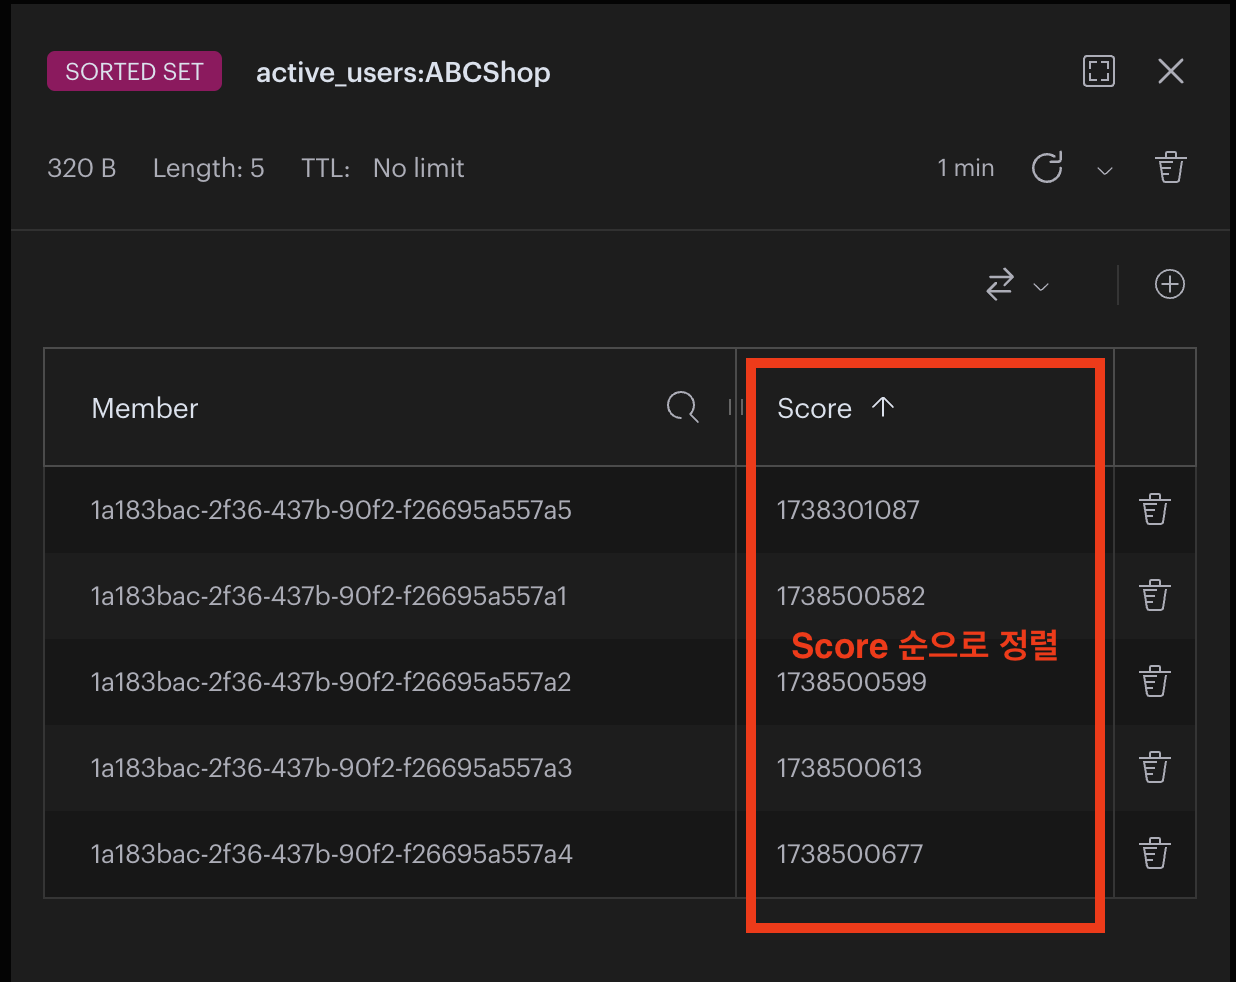 SORTED SET active_users:ABCShop
320 B Length: 5 TTL: No limit 1 min
Member Score
1a183bac-2f36-437b-90f2-f26695a557a5 1738301087
1a183bac-2f36-437b-90f2-f26695a557a1 1738500582
Score 순으로 정렬
1a183bac-2f36-437b-90f2-f26695a557a2 1738500599
1a183bac-2f36-437b-90f2-f26695a557a3 1738500613
1a183bac-2f36-437b-90f2-f26695a557a4 1738500677